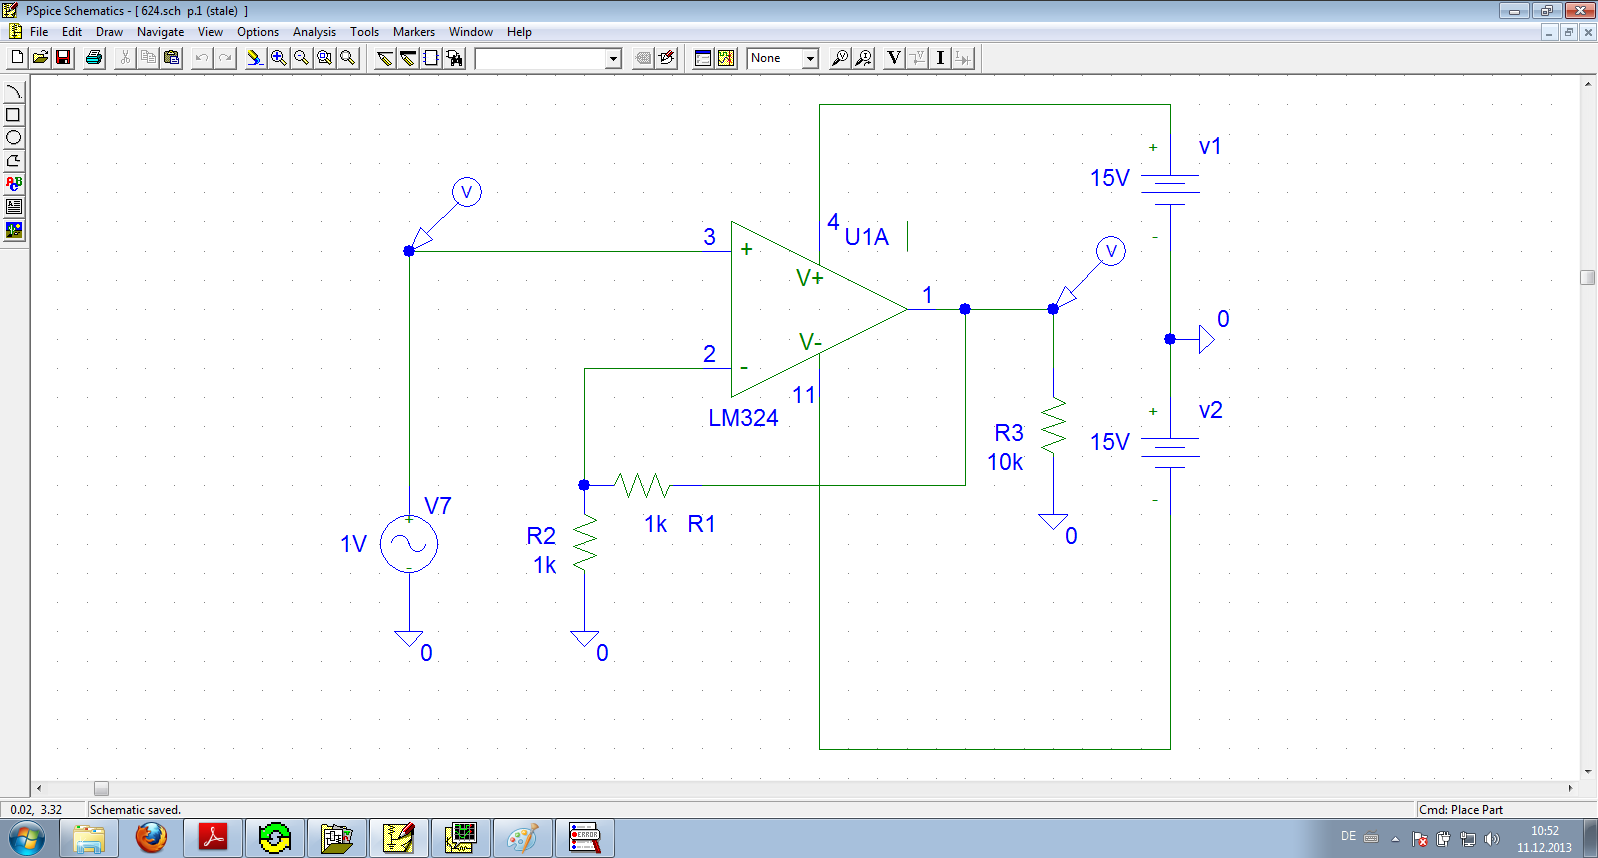 PSpice Schematics - [ 624.sch  p.1 (stale)  ]
File Edit Draw Navigate View Options Analysis Tools Markers Window Help
None V I
ABC
V
3
+
4
U1A
V+
V-
2
-
11
LM324
1
V
+
v1
15V
-
0
+
v2
15V
-
R3
10k
0
V7
+
1V
-
0
1k R1
R2
1k
0
0.02,  3.32 Schematic saved. Cmd: Place Part
ERROR
DE
10:52
11.12.2013